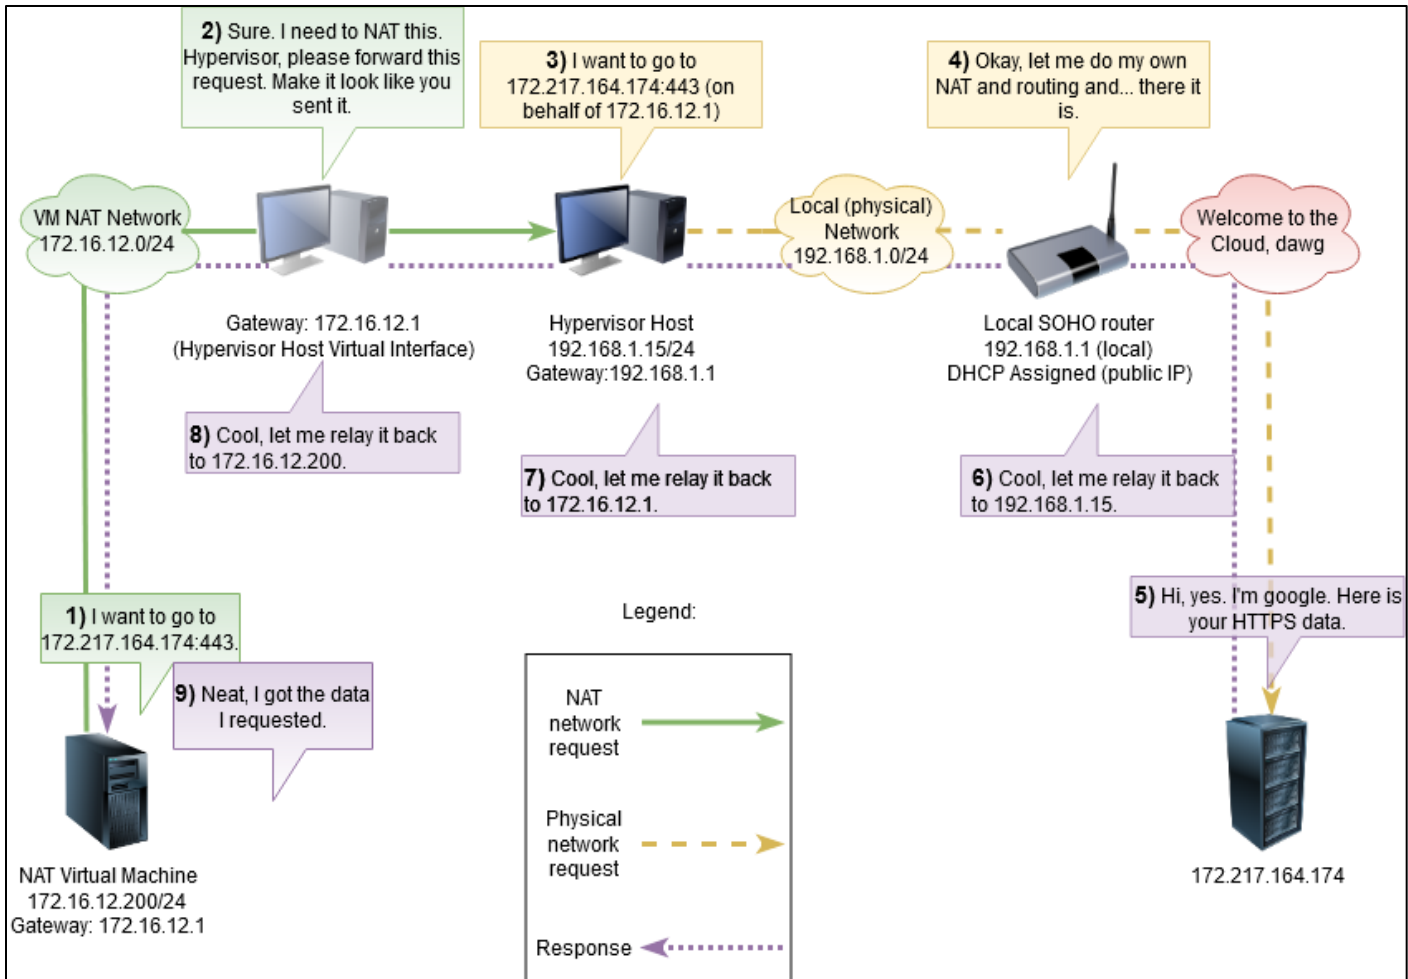 2) Sure. I need to NAT this.
Hypervisor, please forward this
request. Make it look like you
sent it.
3) I want to go to
172.217.164.174:443 (on
behalf of 172.16.12.1)
4) Okay, let me do my own
NAT and routing and... there it
is.
VM NAT Network
172.16.12.0/24
Local (physical)
Network
192.168.1.0/24
Welcome to the
Cloud, dawg
Gateway: 172.16.12.1
(Hypervisor Host Virtual Interface)
Hypervisor Host
192.168.1.15/24
Gateway:192.168.1.1
Local SOHO router
192.168.1.1 (local)
DHCP Assigned (public IP)
8) Cool, let me relay it back
to 172.16.12.200.
7) Cool, let me relay it back
to 172.16.12.1.
6) Cool, let me relay it back
to 192.168.1.15.
1) I want to go to
172.217.164.174:443.
5) Hi, yes. I'm google. Here is
your HTTPS data.
9) Neat, I got the data
I requested.
Legend:
NAT
network
request
Physical
network
request
Response
NAT Virtual Machine
172.16.12.200/24
Gateway: 172.16.12.1
172.217.164.174